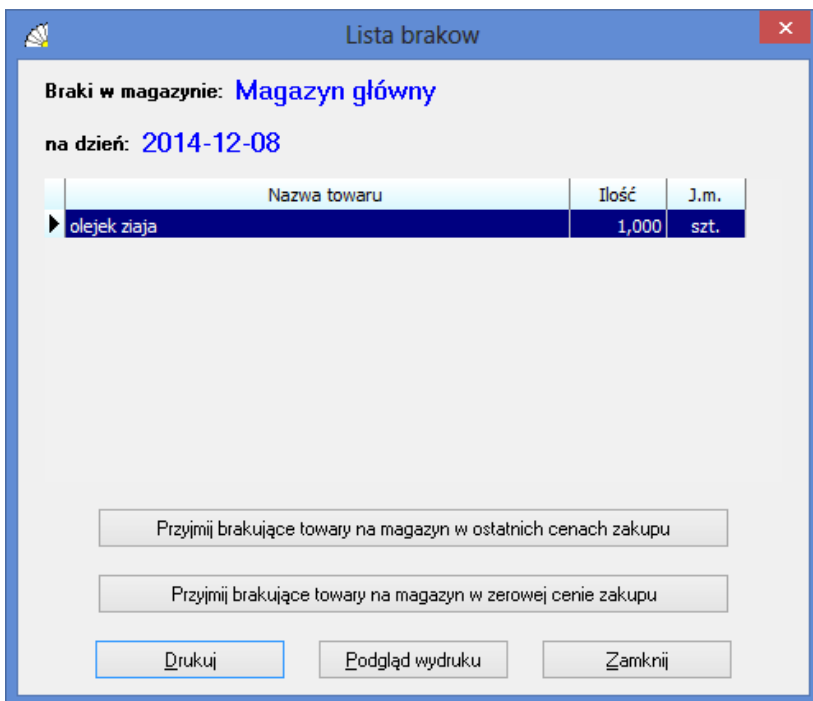 Lista brakow
Braki w magazynie: Magazyn główny
na dzień: 2014-12-08
Nazwa towaru Ilość J.m.
olejek ziaja 1,000 szt.
Przyjmij brakujące towary na magazyn w ostatnich cenach zakupu
Przyjmij brakujące towary na magazyn w zerowej cenie zakupu
Drukuj Podgląd wydruku Zamknij